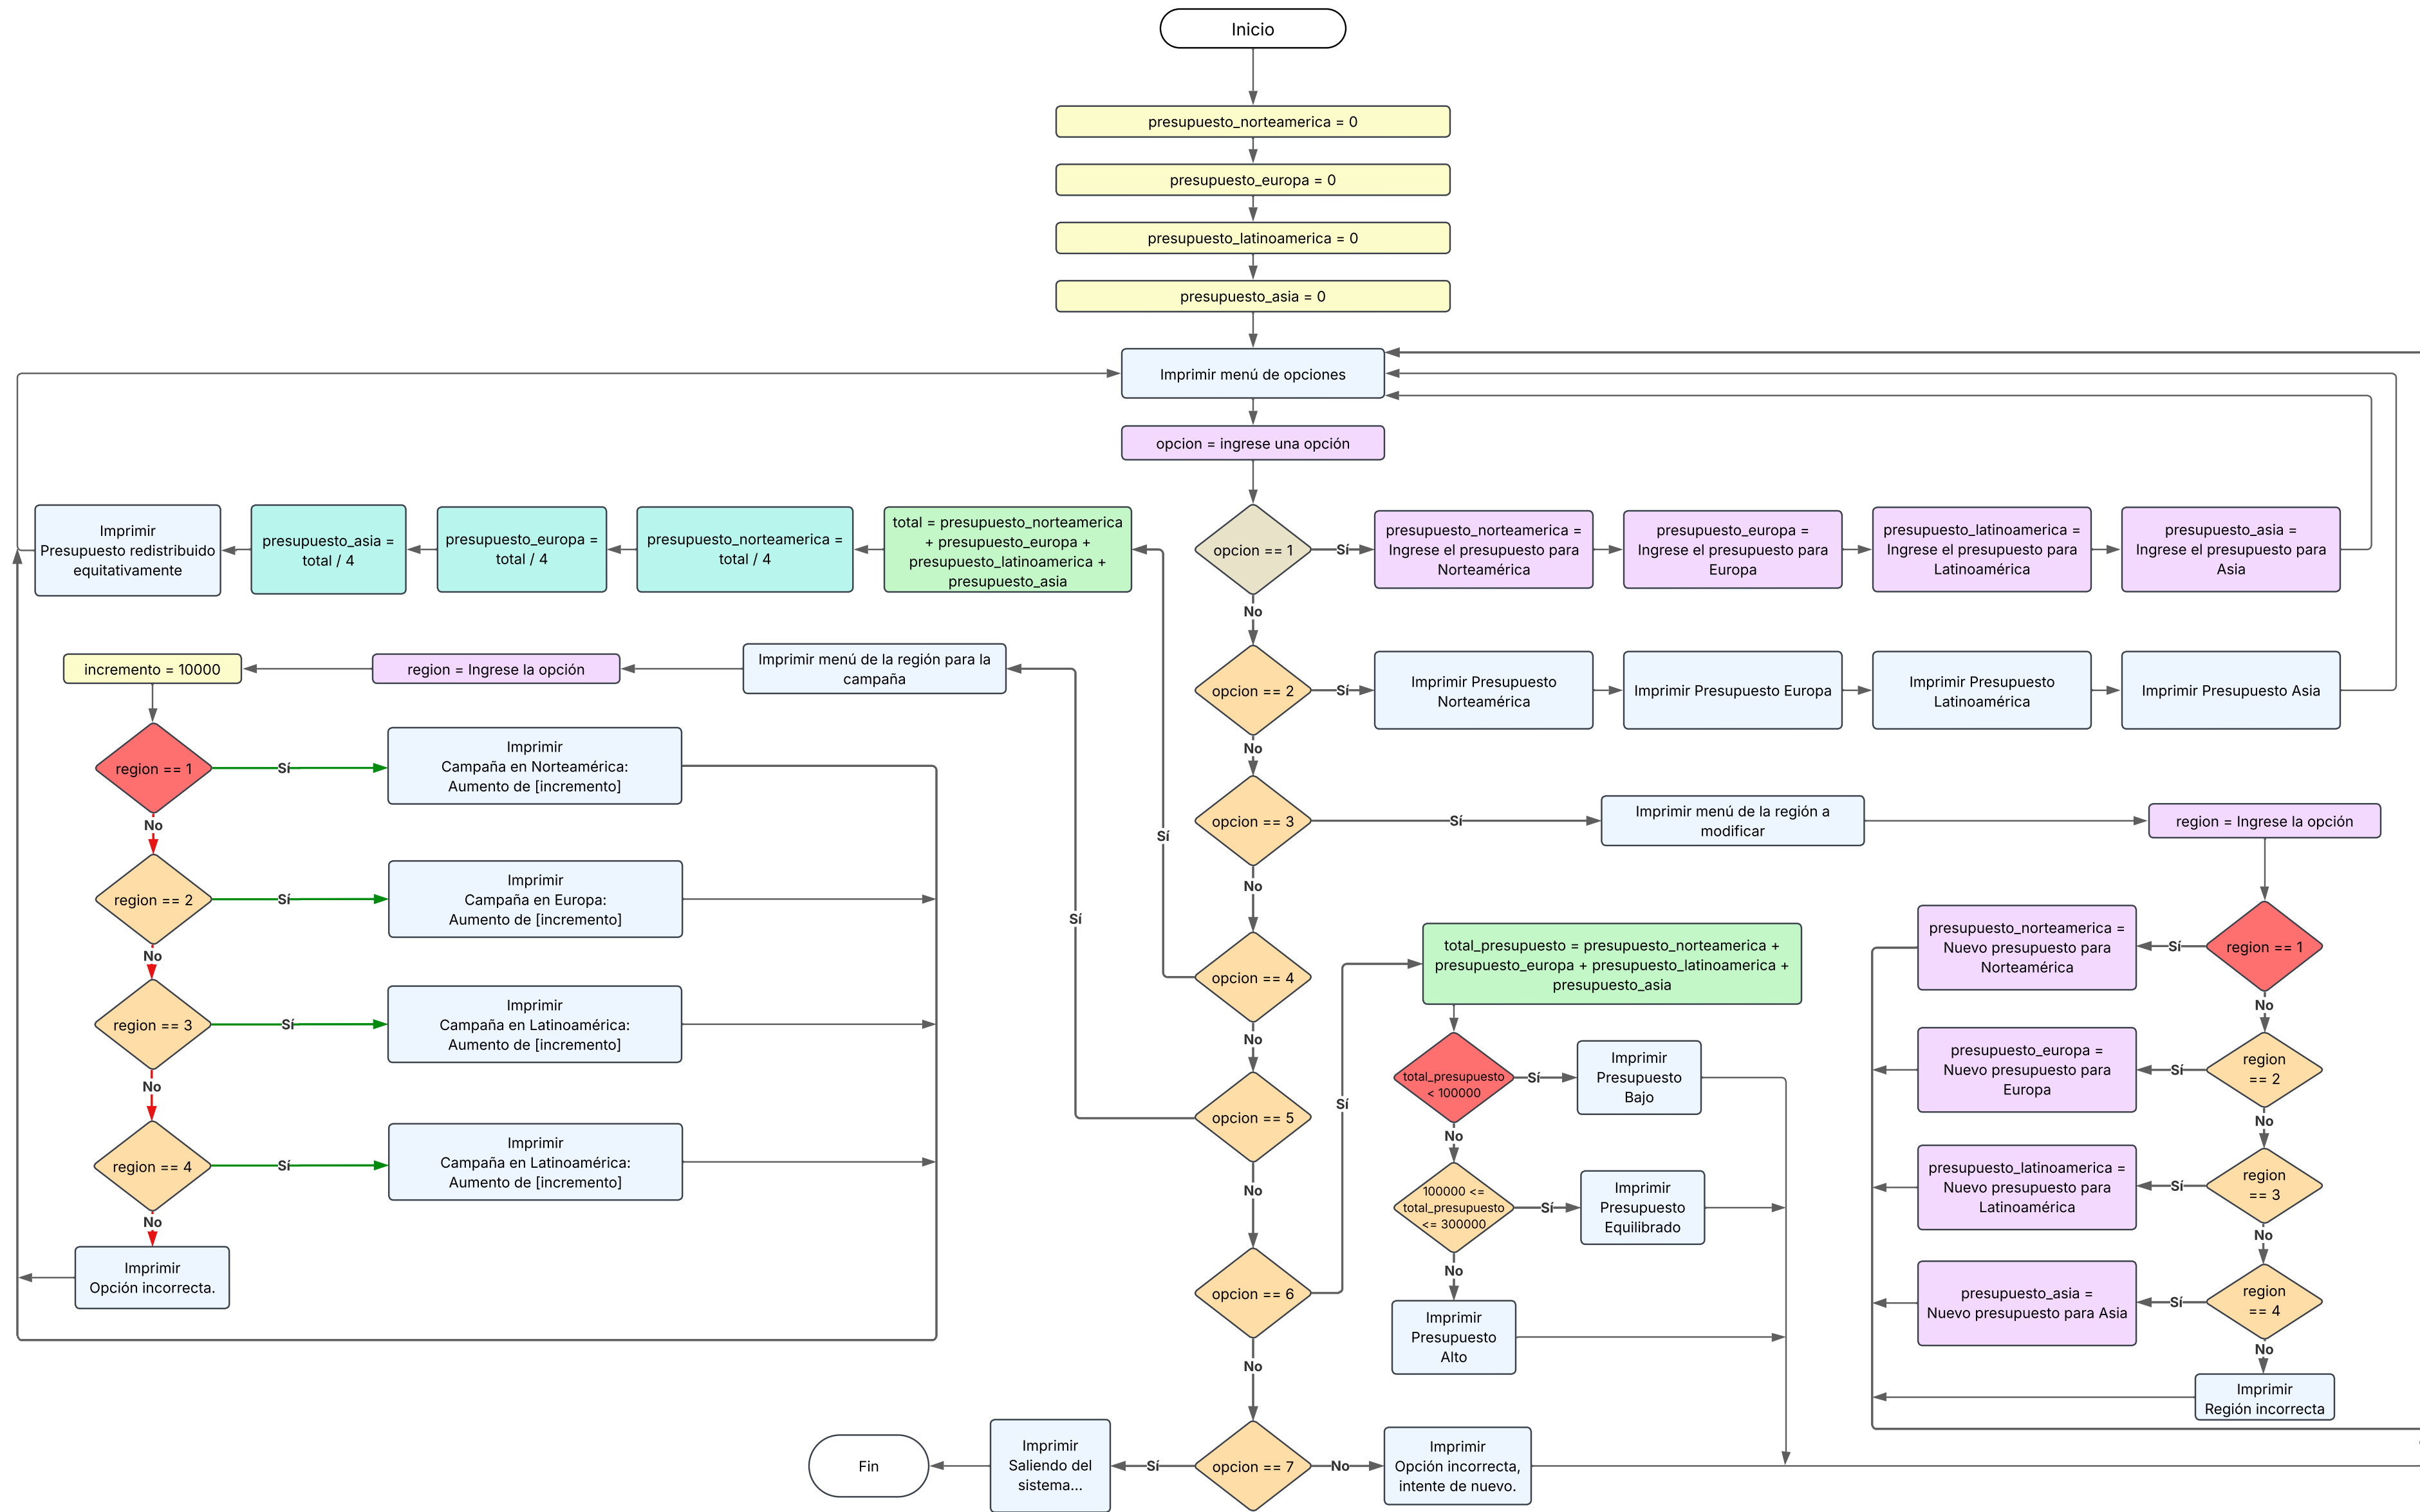 Inicio
presupuesto_norteamerica = 0
presupuesto_europa = 0
presupuesto_latinoamerica = 0
presupuesto_asia = 0
Imprimir menú de opciones
opcion = ingrese una opción
opcion == 1
Sí
presupuesto_norteamerica =
Ingrese el presupuesto para
Norteamérica
presupuesto_europa =
Ingrese el presupuesto para
Europa
presupuesto_latinoamerica =
Ingrese el presupuesto para
Latinoamérica
presupuesto_asia =
Ingrese el presupuesto para
Asia
No
opcion == 2
Sí
Imprimir Presupuesto
Norteamérica
Imprimir Presupuesto Europa
Imprimir Presupuesto
Latinoamérica
Imprimir Presupuesto Asia
No
opcion == 3
Sí
Imprimir menú de la región a
modificar
region = Ingrese la opción
region == 1
Sí
presupuesto_norteamerica =
Nuevo presupuesto para
Norteamérica
No
region
== 2
Sí
presupuesto_europa =
Nuevo presupuesto para
Europa
No
region
== 3
Sí
presupuesto_latinoamerica =
Nuevo presupuesto para
Latinoamérica
No
region
== 4
Sí
presupuesto_asia =
Nuevo presupuesto para Asia
No
Imprimir
Región incorrecta
No
opcion == 4
Sí
total = presupuesto_norteamerica
+ presupuesto_europa +
presupuesto_latinoamerica +
presupuesto_asia
presupuesto_norteamerica =
total / 4
presupuesto_europa =
total / 4
presupuesto_asia =
total / 4
Imprimir
Presupuesto redistribuido
equitativamente
No
opcion == 5
Sí
Imprimir menú de la región para la
campaña
region = Ingrese la opción
incremento = 10000
region == 1
Sí
Imprimir
Campaña en Norteamérica:
Aumento de [incremento]
No
region == 2
Sí
Imprimir
Campaña en Europa:
Aumento de [incremento]
No
region == 3
Sí
Imprimir
Campaña en Latinoamérica:
Aumento de [incremento]
No
region == 4
Sí
Imprimir
Campaña en Latinoamérica:
Aumento de [incremento]
No
Imprimir
Opción incorrecta.
No
opcion == 6
Sí
total_presupuesto = presupuesto_norteamerica +
presupuesto_europa + presupuesto_latinoamerica +
presupuesto_asia
total_presupuesto
< 100000
Sí
Imprimir
Presupuesto
Bajo
No
100000 <=
total_presupuesto
<= 300000
Sí
Imprimir
Presupuesto
Equilibrado
No
Imprimir
Presupuesto
Alto
No
opcion == 7
Sí
Imprimir
Saliendo del
sistema...
Fin
No
Imprimir
Opción incorrecta,
intente de nuevo.